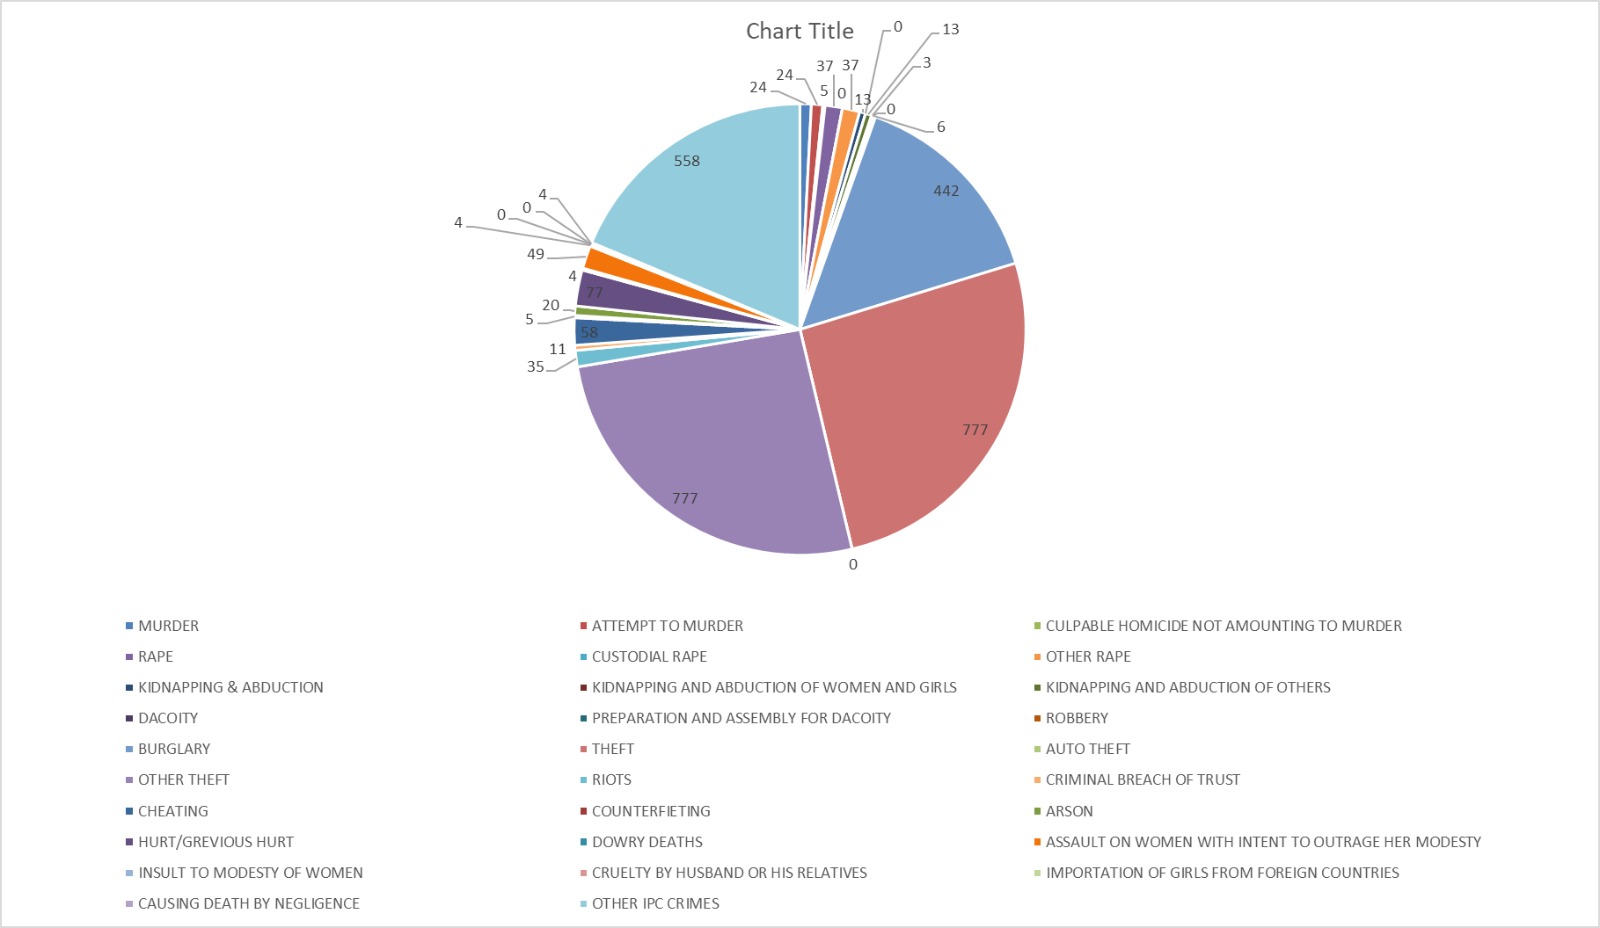 Chart Title
0
13
37 37
3
24
24
5 0
13
0
6
558
442
4
0
0
4
49
4
77
20
5
58
11
35
777
777
0
MURDER
ATTEMPT TO MURDER
CULPABLE HOMICIDE NOT AMOUNTING TO MURDER
RAPE
CUSTODIAL RAPE
OTHER RAPE
KIDNAPPING & ABDUCTION
KIDNAPPING AND ABDUCTION OF WOMEN AND GIRLS
KIDNAPPING AND ABDUCTION OF OTHERS
DACOITY
PREPARATION AND ASSEMBLY FOR DACOITY
ROBBERY
BURGLARY
THEFT
AUTO THEFT
OTHER THEFT
RIOTS
CRIMINAL BREACH OF TRUST
CHEATING
COUNTERFIETING
ARSON
HURT/GREVIOUS HURT
DOWRY DEATHS
ASSAULT ON WOMEN WITH INTENT TO OUTRAGE HER MODESTY
INSULT TO MODESTY OF WOMEN
CRUELTY BY HUSBAND OR HIS RELATIVES
IMPORTATION OF GIRLS FROM FOREIGN COUNTRIES
CAUSING DEATH BY NEGLIGENCE
OTHER IPC CRIMES